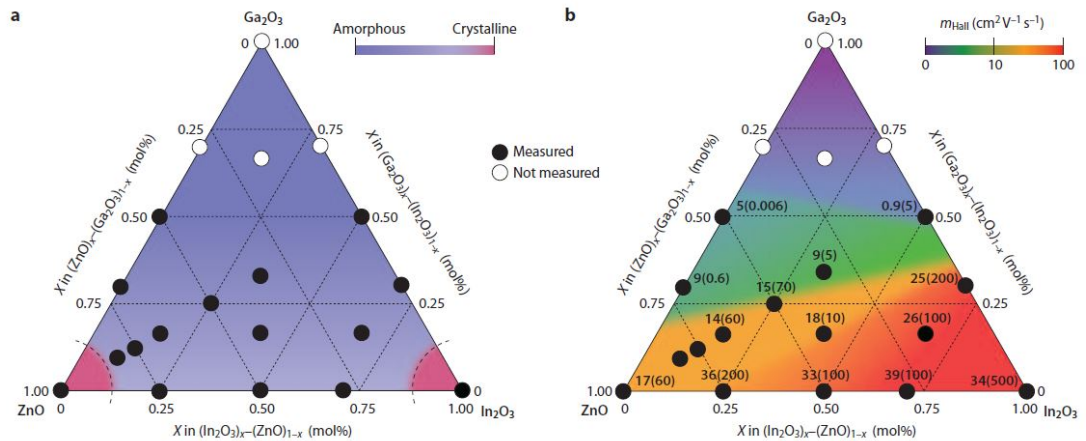 a
Ga₂O₃
0
1.00
Amorphous
Crystalline
0.25
0.75
X in (ZnO)ₓ–(Ga₂O₃)₁₋ₓ (mol%)
X in (Ga₂O₃)ₓ–(In₂O₃)₁₋ₓ (mol%)
Measured
Not measured
0.50
0.50
0.75
0.25
1.00
0
ZnO
0
0.25
0.50
0.75
1.00
In₂O₃
X in (In₂O₃)ₓ–(ZnO)₁₋ₓ (mol%)
b
Ga₂O₃
0
1.00
m_Hall (cm² V⁻¹ s⁻¹)
0
10
100
0.25
0.75
X in (ZnO)ₓ–(Ga₂O₃)₁₋ₓ (mol%)
X in (Ga₂O₃)ₓ–(In₂O₃)₁₋ₓ (mol%)
0.50
5(0.006)
0.9(5)
0.50
9(5)
9(0.6)
25(200)
0.75
15(70)
0.25
14(60)
18(10)
26(100)
17(60)
36(200)
33(100)
39(100)
34(500)
1.00
0
ZnO
0
0.25
0.50
0.75
1.00
In₂O₃
X in (In₂O₃)ₓ–(ZnO)₁₋ₓ (mol%)